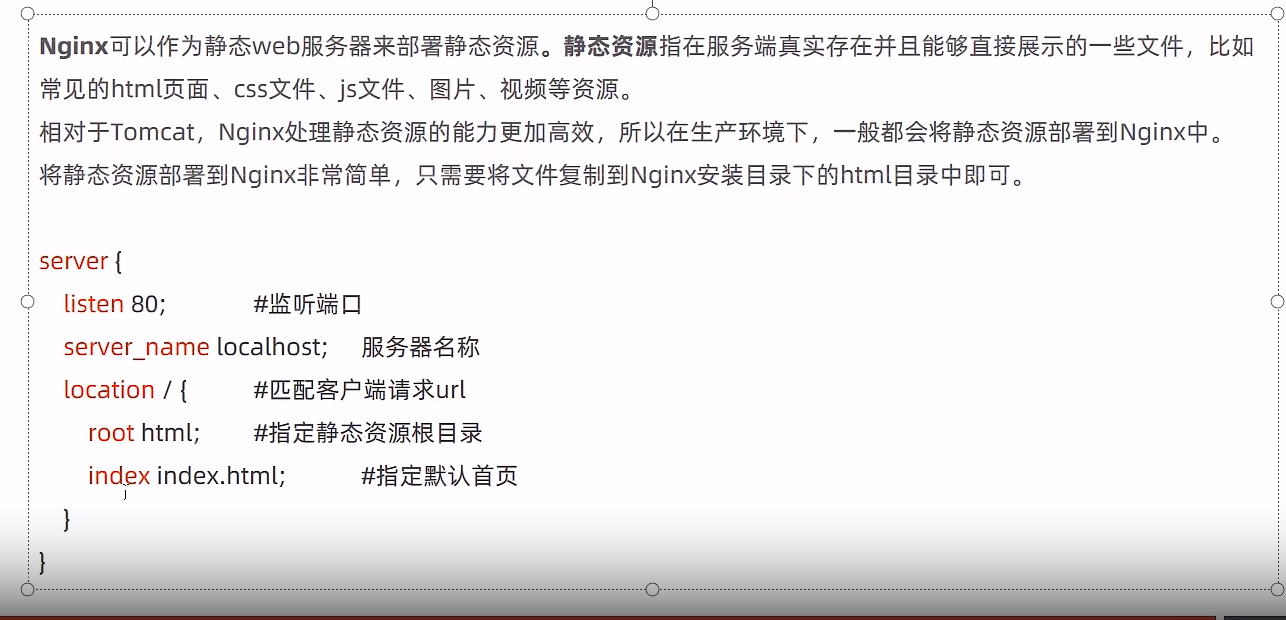 Nginx可以作为静态web服务器来部署静态资源。静态资源指在服务端真实存在并且能够直接展示的一些文件，比如
常见的html页面、css文件、js文件、图片、视频等资源。
相对于Tomcat，Nginx处理静态资源的能力更加高效，所以在生产环境下，一般都会将静态资源部署到Nginx中。
将静态资源部署到Nginx非常简单，只需要将文件复制到Nginx安装目录下的html目录中即可。
server {
listen 80; #监听端口
server_name localhost; 服务器名称
location / { #匹配客户端请求url
root html; #指定静态资源根目录
index index.html; #指定默认首页
}
}